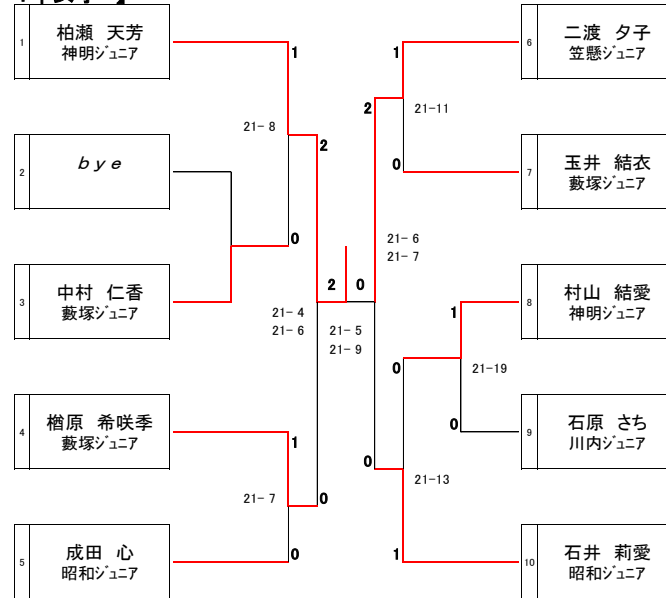 1
柏瀬 天芳
神明ジュニア
2
bye
3
中村 仁香
藪塚ジュニア
4
楢原 希咲季
藪塚ジュニア
5
成田 心
昭和ジュニア
1
21- 8
2
0
2
0
21- 4
21- 6
21- 5
21- 9
1
21- 7
0
0
1
2
21-11
0
21- 6
21- 7
1
0
21-19
0
0
21-13
1
6
二渡 夕子
笠懸ジュニア
7
玉井 結衣
藪塚ジュニア
8
村山 結愛
神明ジュニア
9
石原 さち
川内ジュニア
10
石井 莉愛
昭和ジュニア